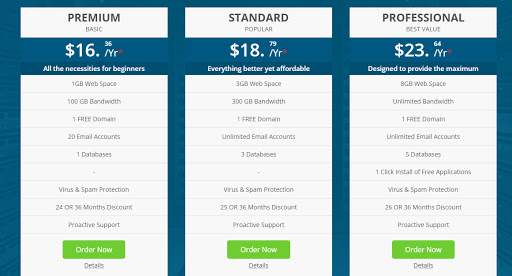 PREMIUM
BASIC
$16.36/Yr*
All the necessities for beginners
1GB Web Space
100 GB Bandwidth
1 FREE Domain
20 Email Accounts
1 Databases
-
Virus & Spam Protection
24 OR 36 Months Discount
Proactive Support
Order Now
Details
STANDARD
POPULAR
$18.79/Yr*
Everything better yet affordable
3GB Web Space
300 GB Bandwidth
1 FREE Domain
Unlimited Email Accounts
3 Databases
-
Virus & Spam Protection
25 OR 36 Months Discount
Proactive Support
Order Now
Details
PROFESSIONAL
BEST VALUE
$23.64/Yr*
Designed to provide the maximum
8GB Web Space
Unlimited Bandwidth
1 FREE Domain
Unlimited Email Accounts
5 Databases
1 Click Install of Free Applications
Virus & Spam Protection
26 OR 36 Months Discount
Proactive Support
Order Now
Details